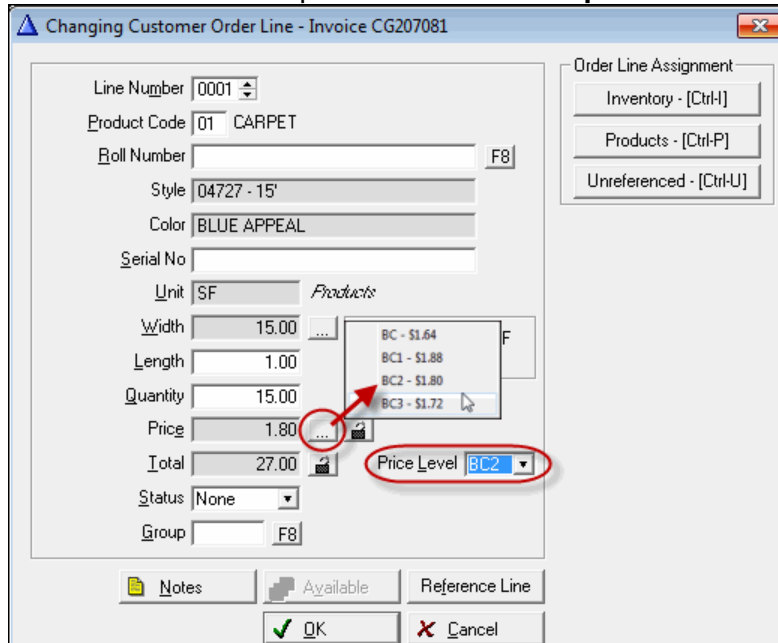 Changing Customer Order Line - Invoice CG207081
Order Line Assignment
Line Number 0001
Inventory - [Ctrl-I]
Product Code 01 CARPET
Products - [Ctrl-P]
Roll Number F8
Unreferenced - [Ctrl-U]
Style 04727 - 15'
Color BLUE APPEAL
Serial No
Unit SF Products
Width 15.00 ... F
BC - $1.64
Length 1.00
BC1 - $1.88
BC2 - $1.80
Quantity 15.00
BC3 - $1.72
Price 1.80 ...
Total 27.00 Price Level BC2
Status None
Group F8
Notes Available Reference Line
OK Cancel